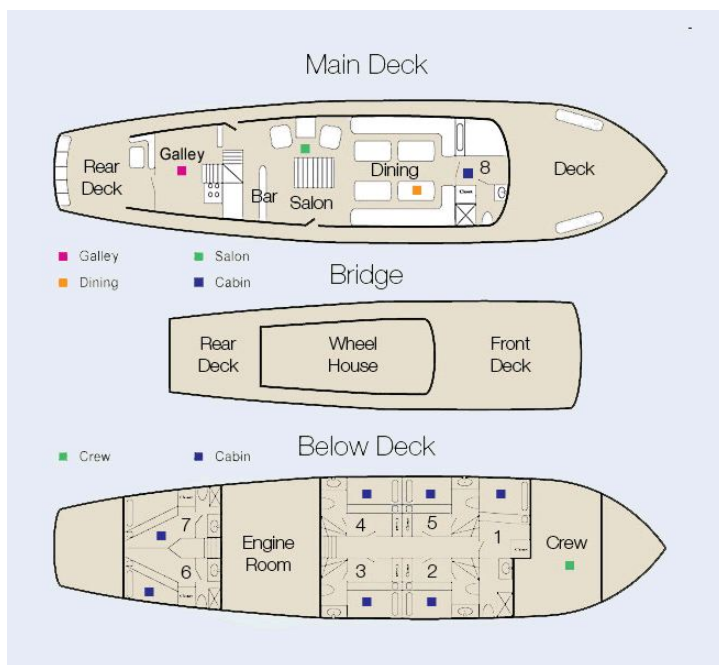 Main Deck
Rear
Deck
Galley
Bar
Salon
Dining
8
Closet
Deck
Galley
Salon
Dining
Cabin
Bridge
Rear
Deck
Wheel
House
Front
Deck
Below Deck
Crew
Cabin
7
6
Engine
Room
4
5
3
2
1
Crew